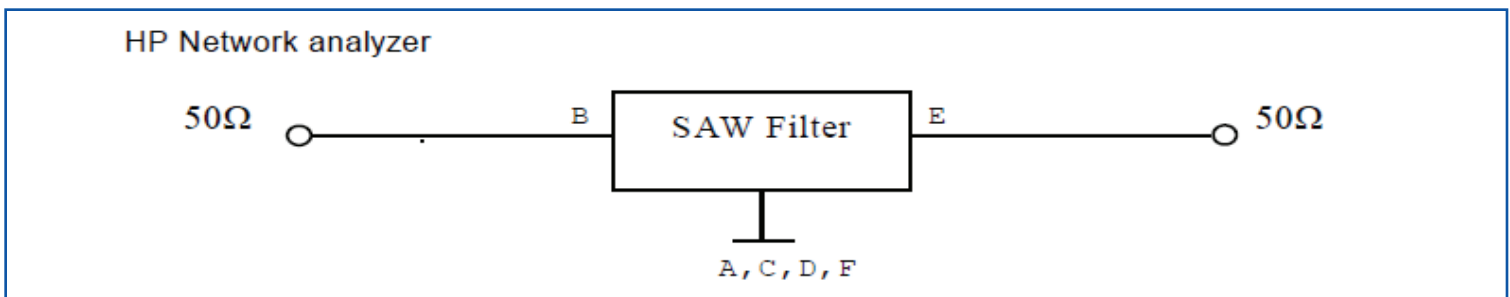 HP Network analyzer
50Ω B SAW Filter E 50Ω
A,C,D,F